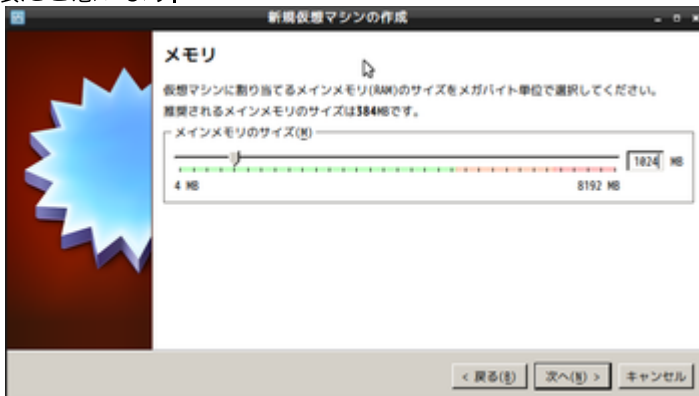 新規仮想マシンの作成
メモリ
仮想マシンに割り当てるメインメモリ(RAM)のサイズをメガバイト単位で選択してください。
推奨されるメインメモリのサイズは384MBです。
メインメモリのサイズ(M)
1024 MB
4 MB 8192 MB
< 戻る(B) 次へ(N) > キャンセル